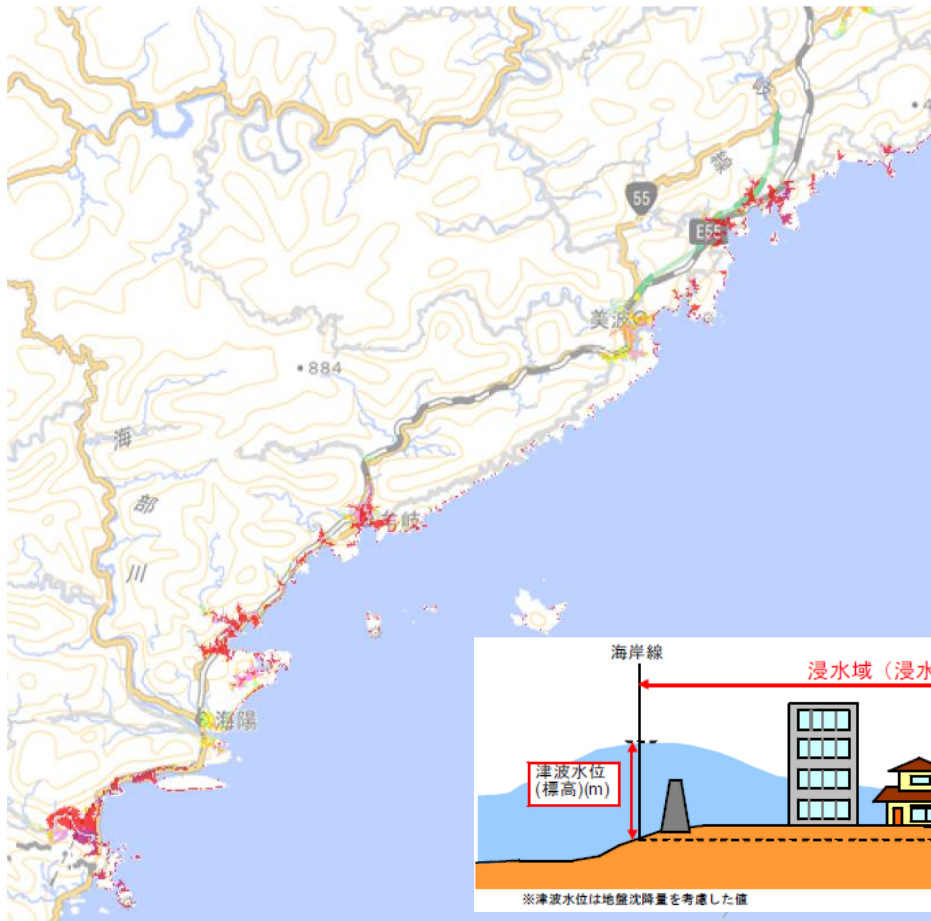 55
E55
美波
884
海
部
川
牟岐
海陽
海岸線
浸水域（浸水
津波水位
(標高)(m)
※津波水位は地盤沈降量を考慮した値